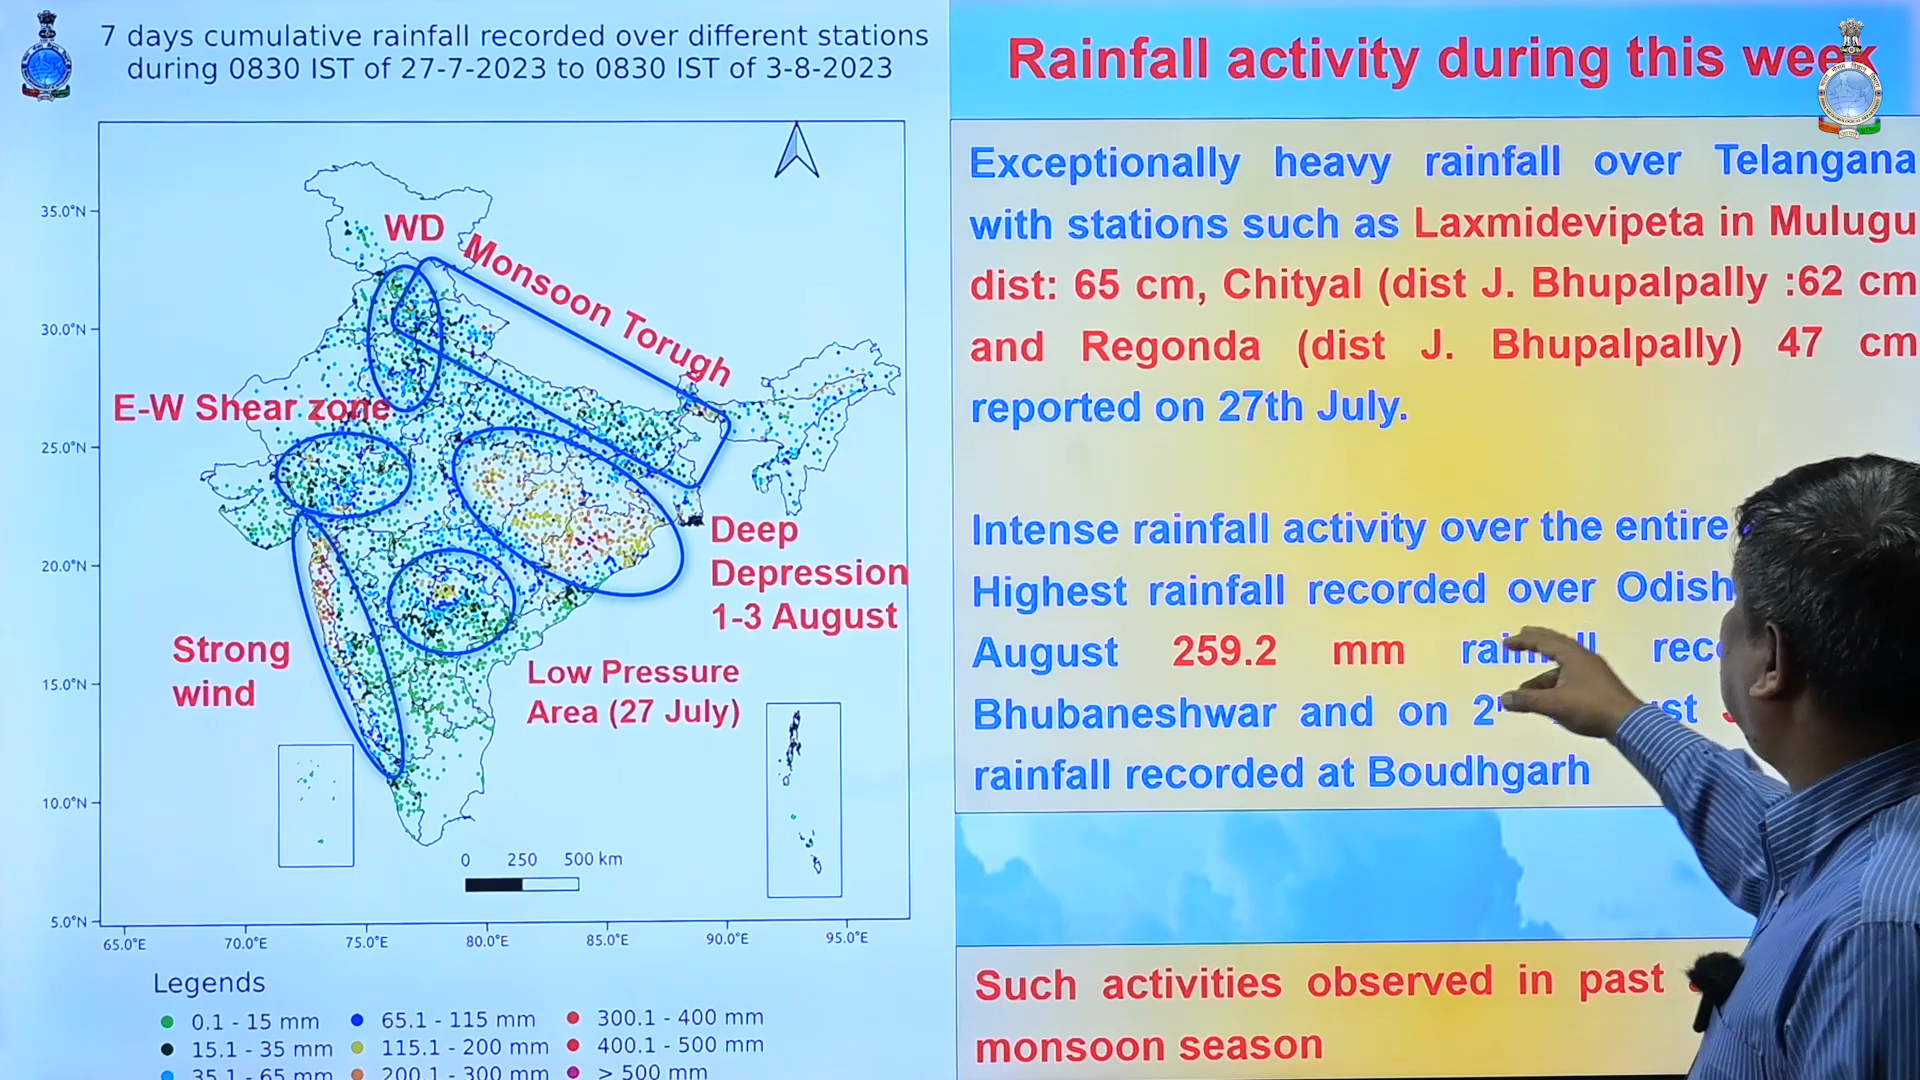 7 days cumulative rainfall recorded over different stations
during 0830 IST of 27-7-2023 to 0830 IST of 3-8-2023
35.0°N
30.0°N
25.0°N
20.0°N
15.0°N
10.0°N
5.0°N
65.0°E
70.0°E
75.0°E
80.0°E
85.0°E
90.0°E
95.0°E
WD
Monsoon Torugh
E-W Shear zone
Deep
Depression
1-3 August
Strong
wind
Low Pressure
Area (27 July)
0 250 500 km
Legends
0.1 - 15 mm
15.1 - 35 mm
35.1 - 65 mm
65.1 - 115 mm
115.1 - 200 mm
200.1 - 300 mm
300.1 - 400 mm
400.1 - 500 mm
> 500 mm
Rainfall activity during this week
Exceptionally heavy rainfall over Telangana
with stations such as Laxmidevipeta in Mulugu
dist: 65 cm, Chityal (dist J. Bhupalpally :62 cm
and Regonda (dist J. Bhupalpally) 47 cm
reported on 27th July.
Intense rainfall activity over the entire
Highest rainfall recorded over
August 259.2 mm rainfall
Bhubaneshwar and on
rainfall recorded at Boudhgarh
Such activities observed in past
monsoon season